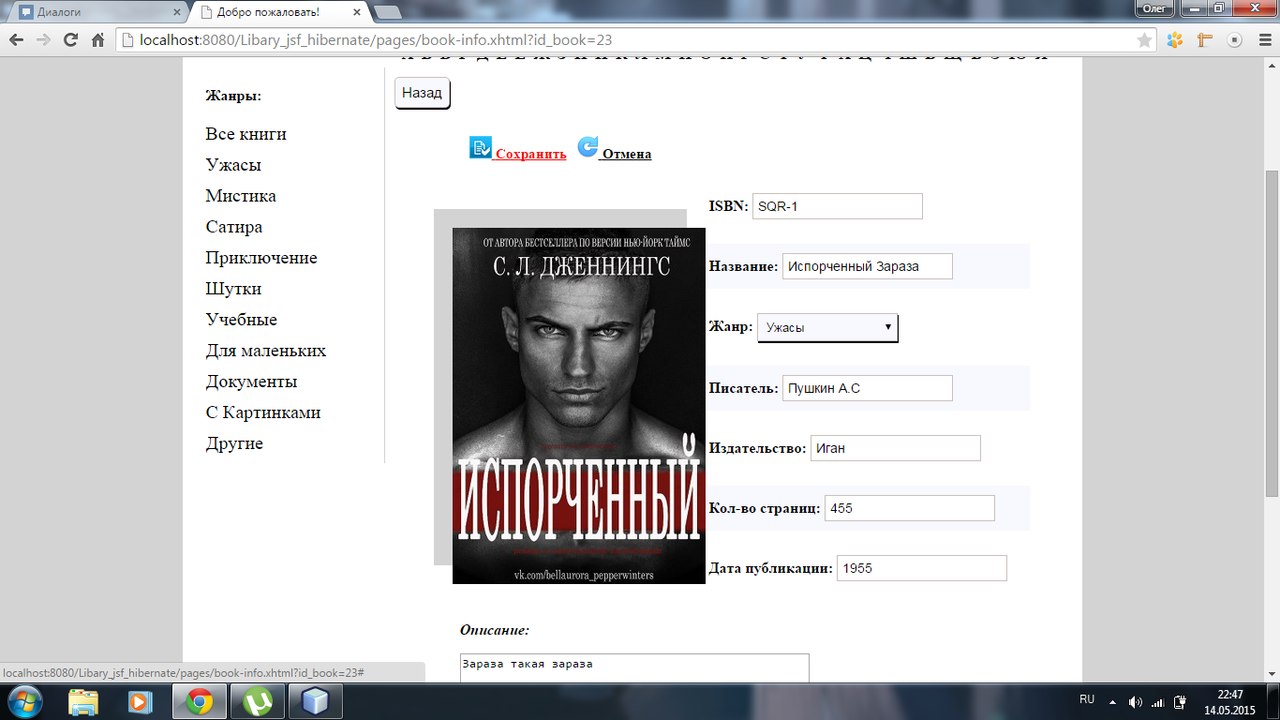 Диалоги
Добро пожаловать!
Олег
localhost:8080/Libary_jsf_hibernate/pages/book-info.xhtml?id_book=23
Жанры:
Все книги
Ужасы
Мистика
Сатира
Приключение
Шутки
Учебные
Для маленьких
Документы
С Картинками
Другие
Назад
Сохранить Отмена
ОТ АВТОРА БЕСТСЕЛЛЕРА ПО ВЕРСИИ НЬЮ-ЙОРК ТАЙМС
С. Л. ДЖЕННИНГС
ИСПОРЧЕННЫЙ
vk.com/bellaurora_pepperwinters
ISBN: SQR-1
Название: Испорченный Зараза
Жанр: Ужасы
Писатель: Пушкин А.С
Издательство: Иган
Кол-во страниц: 455
Дата публикации: 1955
Описание:
Зараза такая зараза
localhost:8080/Libary_jsf_hibernate/pages/book-info.xhtml?id_book=23#
RU
22:47
14.05.2015